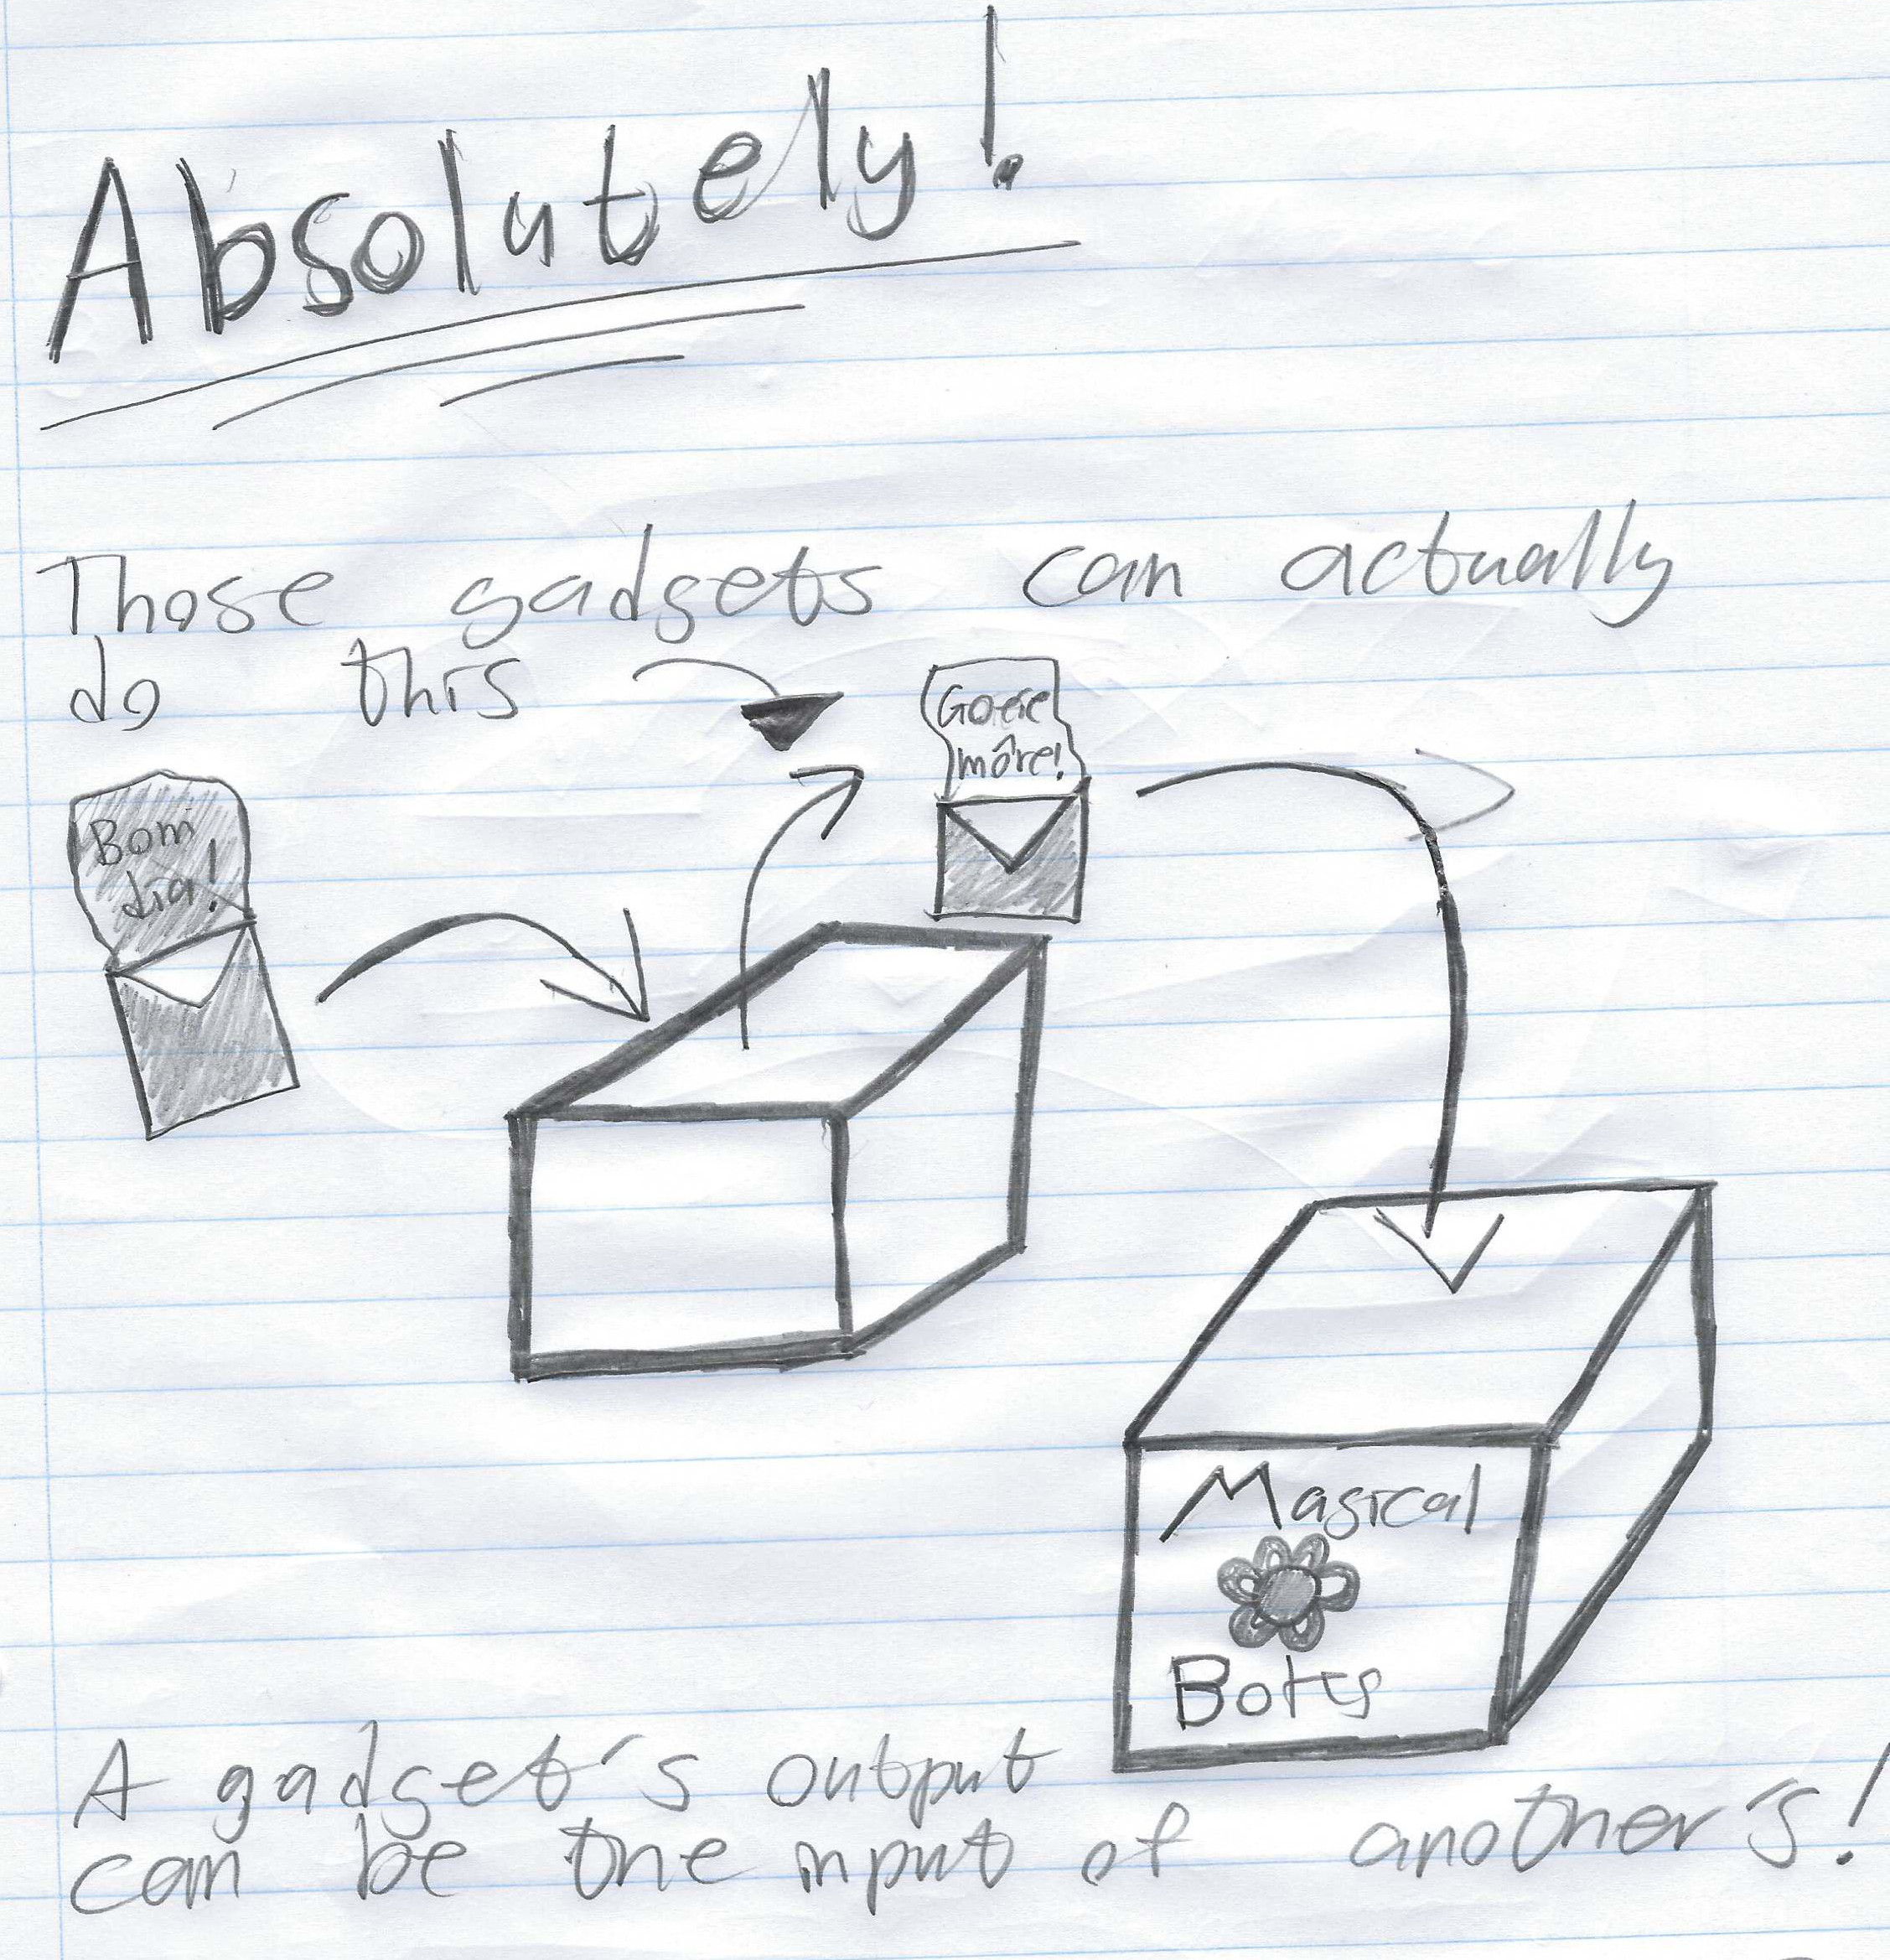 Absolutely!
Those gadgets can actually
do this
Goeie
môre!
Bom
dia!
Magical
Bots
A gadget's output
can be the input of another's!